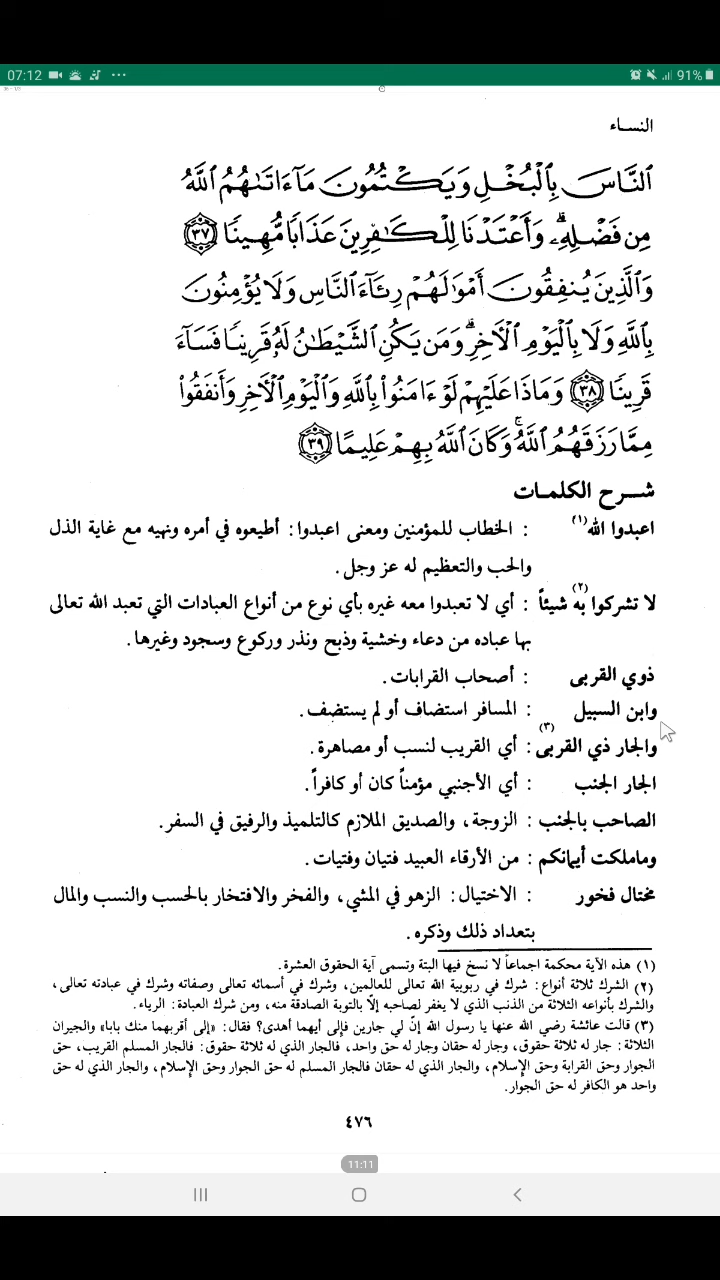 07:12 ... 91%
النساء
ٱلنَّاسَ بِٱلْبُخْلِ وَيَكْتُمُونَ مَآ ءَاتَىٰهُمُ ٱللَّهُ
مِن فَضْلِهِۦۗ وَأَعْتَدْنَا لِلْكَٰفِرِينَ عَذَابًا مُّهِينًا ٣٧
وَٱلَّذِينَ يُنفِقُونَ أَمْوَٰلَهُمْ رِئَآءَ ٱلنَّاسِ وَلَا يُؤْمِنُونَ
بِٱللَّهِ وَلَا بِٱلْيَوْمِ ٱلْأَخِرِۗ وَمَن يَكُنِ ٱلشَّيْطَٰنُ لَهُۥ قَرِينًا فَسَآءَ
قَرِينًا ٣٨ وَمَاذَا عَلَيْهِمْ لَوْ ءَامَنُوا۟ بِٱللَّهِ وَٱلْيَوْمِ ٱلْأَخِرِ وَأَنفَقُوا۟
مِمَّا رَزَقَهُمُ ٱللَّهُۚ وَكَانَ ٱللَّهُ بِهِمْ عَلِيمًا ٣٩
شــرح الكلمـات
اعبدوا الله(١) : الخطاب للمؤمنين ومعنى اعبدوا: أطيعوه في أمره ونهيه مع غاية الذل
والحب والتعظيم له عز وجل.
لا تشركوا به شيئاً(٢) : أي لا تعبدوا معه غيره بأي نوع من أنواع العبادات التي تعبد الله تعالى
بها عباده من دعاء وخشية وذبح ونذر وركوع وسجود وغيرها.
ذوي القربى : أصحاب القرابات.
وابن السبيل : المسافر استضاف أو لم يستضف.
والجار ذي القربى(٣) : أي القريب لنسب أو مصاهرة.
الجار الجنب : أي الأجنبي مؤمناً كان أو كافراً.
الصاحب بالجنب : الزوجة، والصديق الملازم كالتلميذ والرفيق في السفر.
وماملكت أيمانكم : من الأرقاء العبيد فتيان وفتيات.
مختال فخور : الاختيال: الزهو في المشي، والفخر والافتخار بالحسب والنسب والمال
بتعداد ذلك وذكره.
(١) هذه الآية محكمة اجماعاً لا نسخ فيها البتة وتسمى آية الحقوق العشرة.
(٢) الشرك ثلاثة أنواع: شرك في ربوبية الله تعالى للعالمين، وشرك في أسمائه تعالى وصفاته وشرك في عبادته تعالى،
والشرك بأنواعه الثلاثة من الذنب الذي لا يغفر لصاحبه إلّا بالتوبة الصادقة منه، ومن شرك العبادة: الرياء.
(٣) قالت عائشة رضي الله عنها يا رسول الله إنّ لي جارين فإلى أيهما أهدى؟ فقال: «إلى أقربهما منك بابا» والجيران
الثلاثة: جار له ثلاثة حقوق، وجار له حقان وجار له حق واحد، فالجار الذي له ثلاثة حقوق: فالجار المسلم القريب، حق
الجوار وحق القرابة وحق الإسلام، والجار الذي له حقان فالجار المسلم له حق الجوار وحق الإسلام، والجار الذي له حق
واحد هو الكافر له حق الجوار.
٤٧٦
11:11